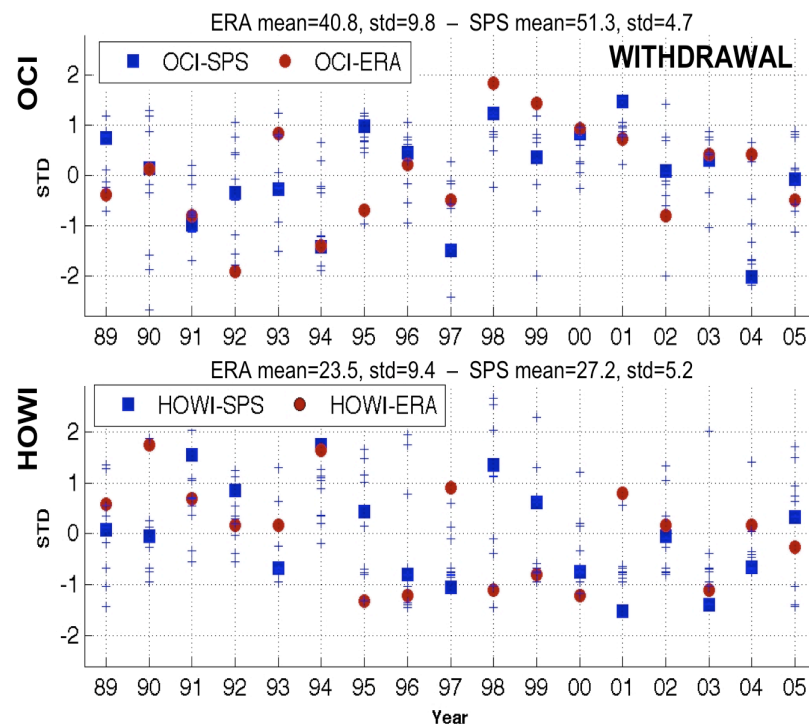 ERA mean=40.8, std=9.8 – SPS mean=51.3, std=4.7
OCI-SPS OCI-ERA
WITHDRAWAL
OCI
STD
2
1
0
-1
-2
89 90 91 92 93 94 95 96 97 98 99 00 01 02 03 04 05
ERA mean=23.5, std=9.4 – SPS mean=27.2, std=5.2
HOWI-SPS HOWI-ERA
HOWI
STD
2
1
0
-1
-2
89 90 91 92 93 94 95 96 97 98 99 00 01 02 03 04 05
Year